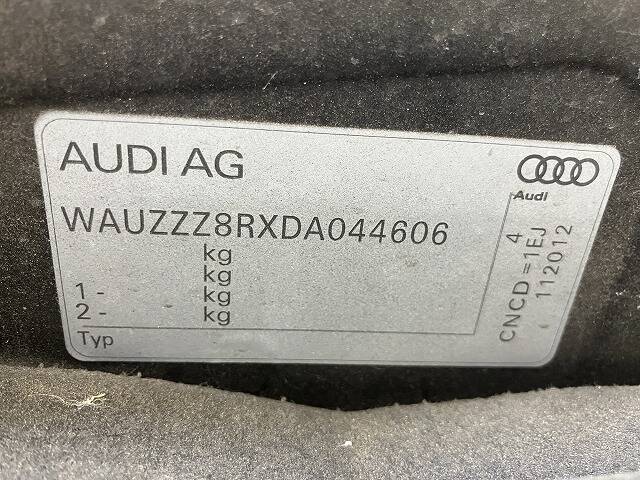 AUDI AG
Audi
WAUZZZ8RXDA044606
kg
kg
1 - kg
2 - kg
Typ
4
CNCD = 1EJ
112012